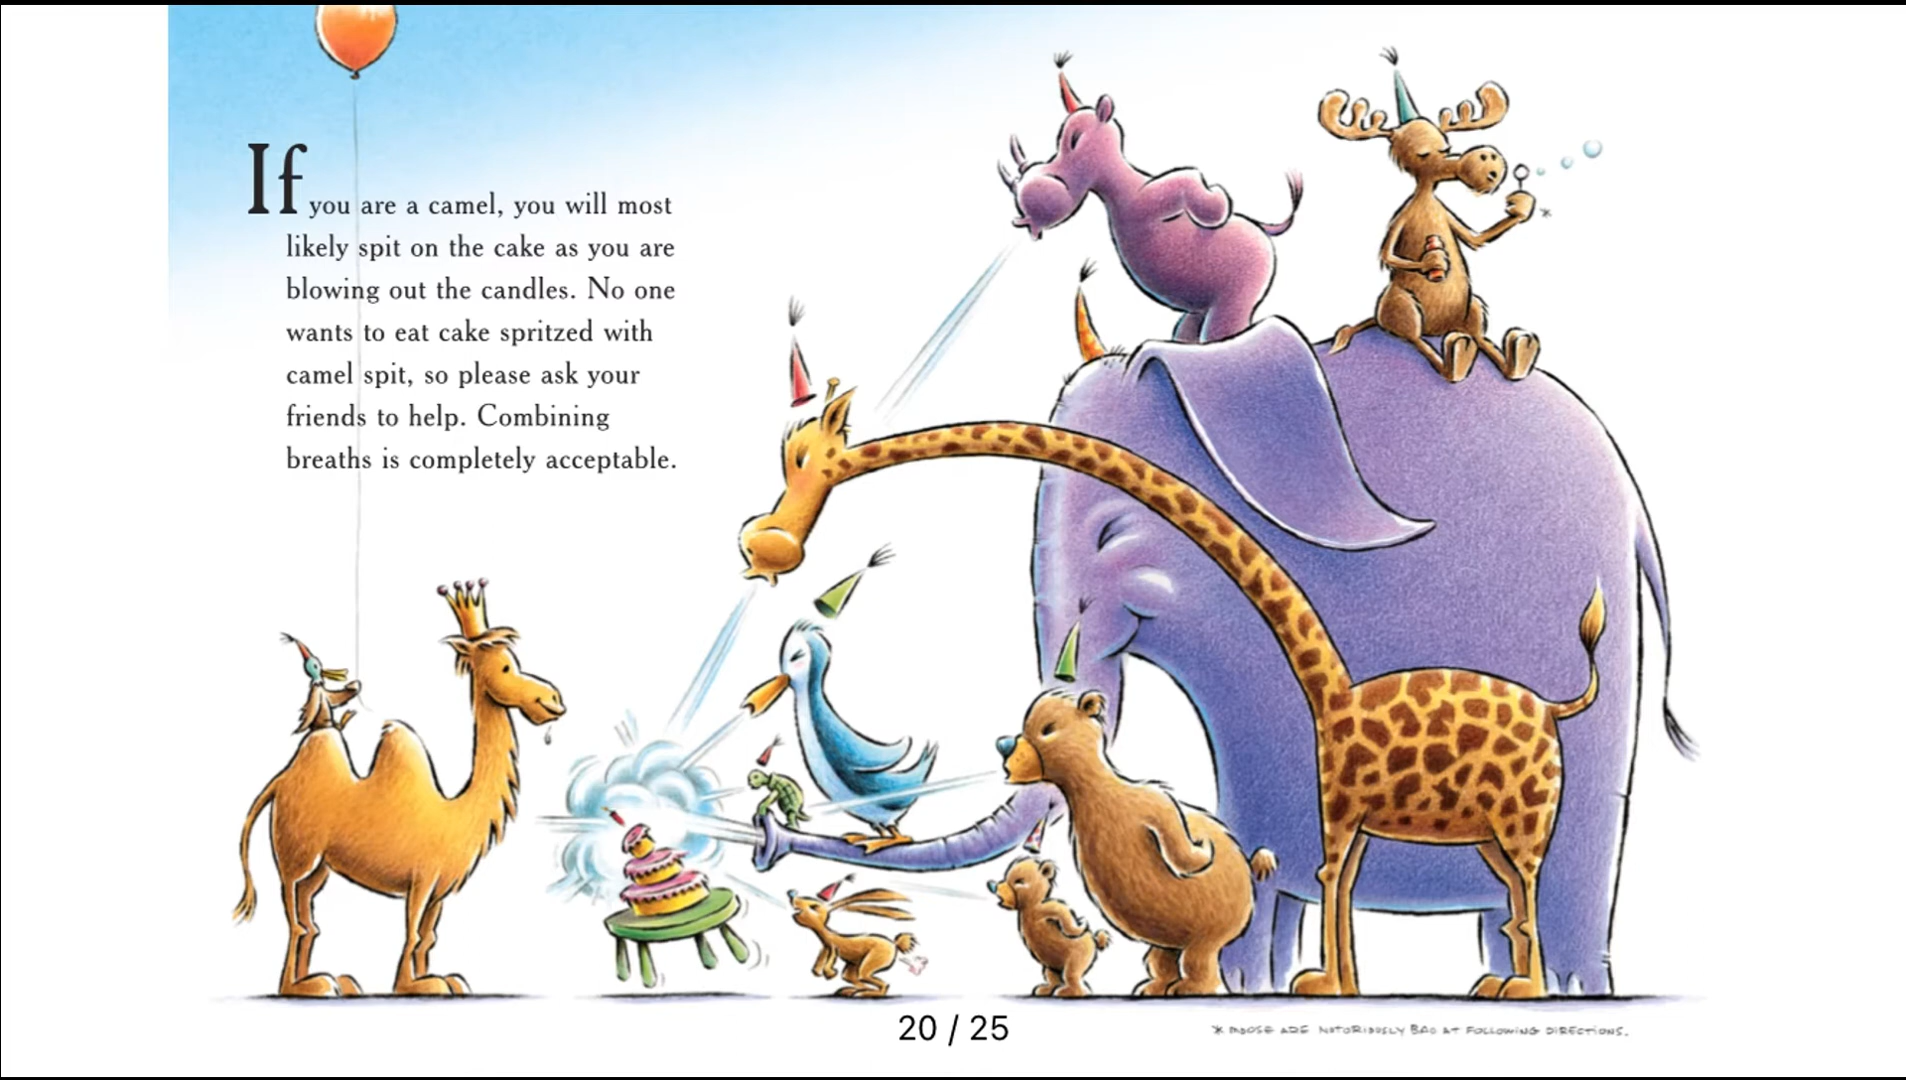 If you are a camel, you will most
likely spit on the cake as you are
blowing out the candles. No one
wants to eat cake spritzed with
camel spit, so please ask your
friends to help. Combining
breaths is completely acceptable.
*
20 / 25
* MOOSE ARE NOTORIOUSLY BAD AT FOLLOWING DIRECTIONS.